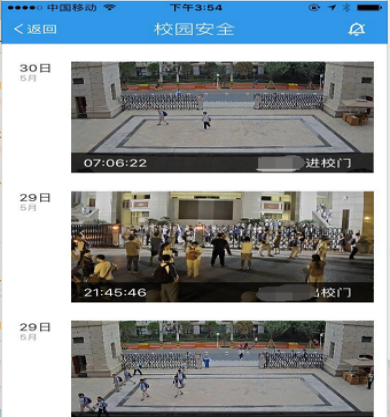 中国移动 下午3:54
返回 校园安全
30日
5月
07:06:22 进校门
29日
5月
21:45:46 校门
29日
5月